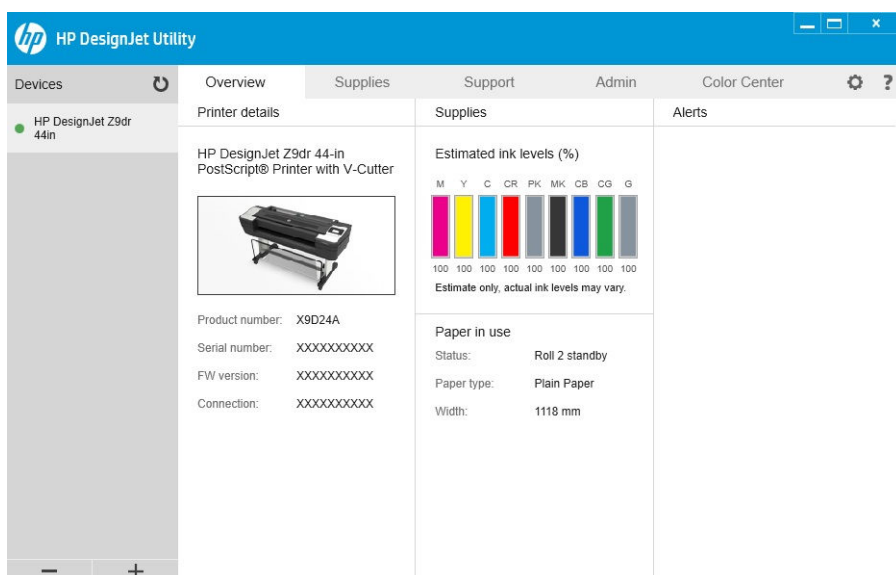 hp HP DesignJet Utility
Devices
HP DesignJet Z9dr
44in
Overview Supplies Support Admin Color Center ?
Printer details
HP DesignJet Z9dr 44-in
PostScript® Printer with V-Cutter
Product number: X9D24A
Serial number: XXXXXXXXXX
FW version: XXXXXXXXXX
Connection: XXXXXXXXXX
Supplies
Estimated ink levels (%)
M Y C CR PK MK CB CG G
100 100 100 100 100 100 100 100 100
Estimate only, actual ink levels may vary.
Paper in use
Status: Roll 2 standby
Paper type: Plain Paper
Width: 1118 mm
Alerts